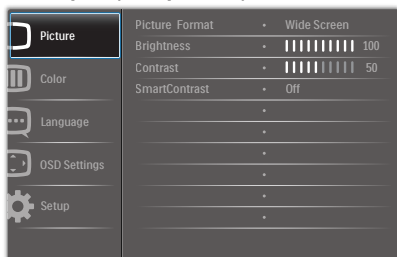 Picture
Color
Language
OSD Settings
Setup
Picture Format • Wide Screen
Brightness • 100
Contrast • 50
SmartContrast • Off